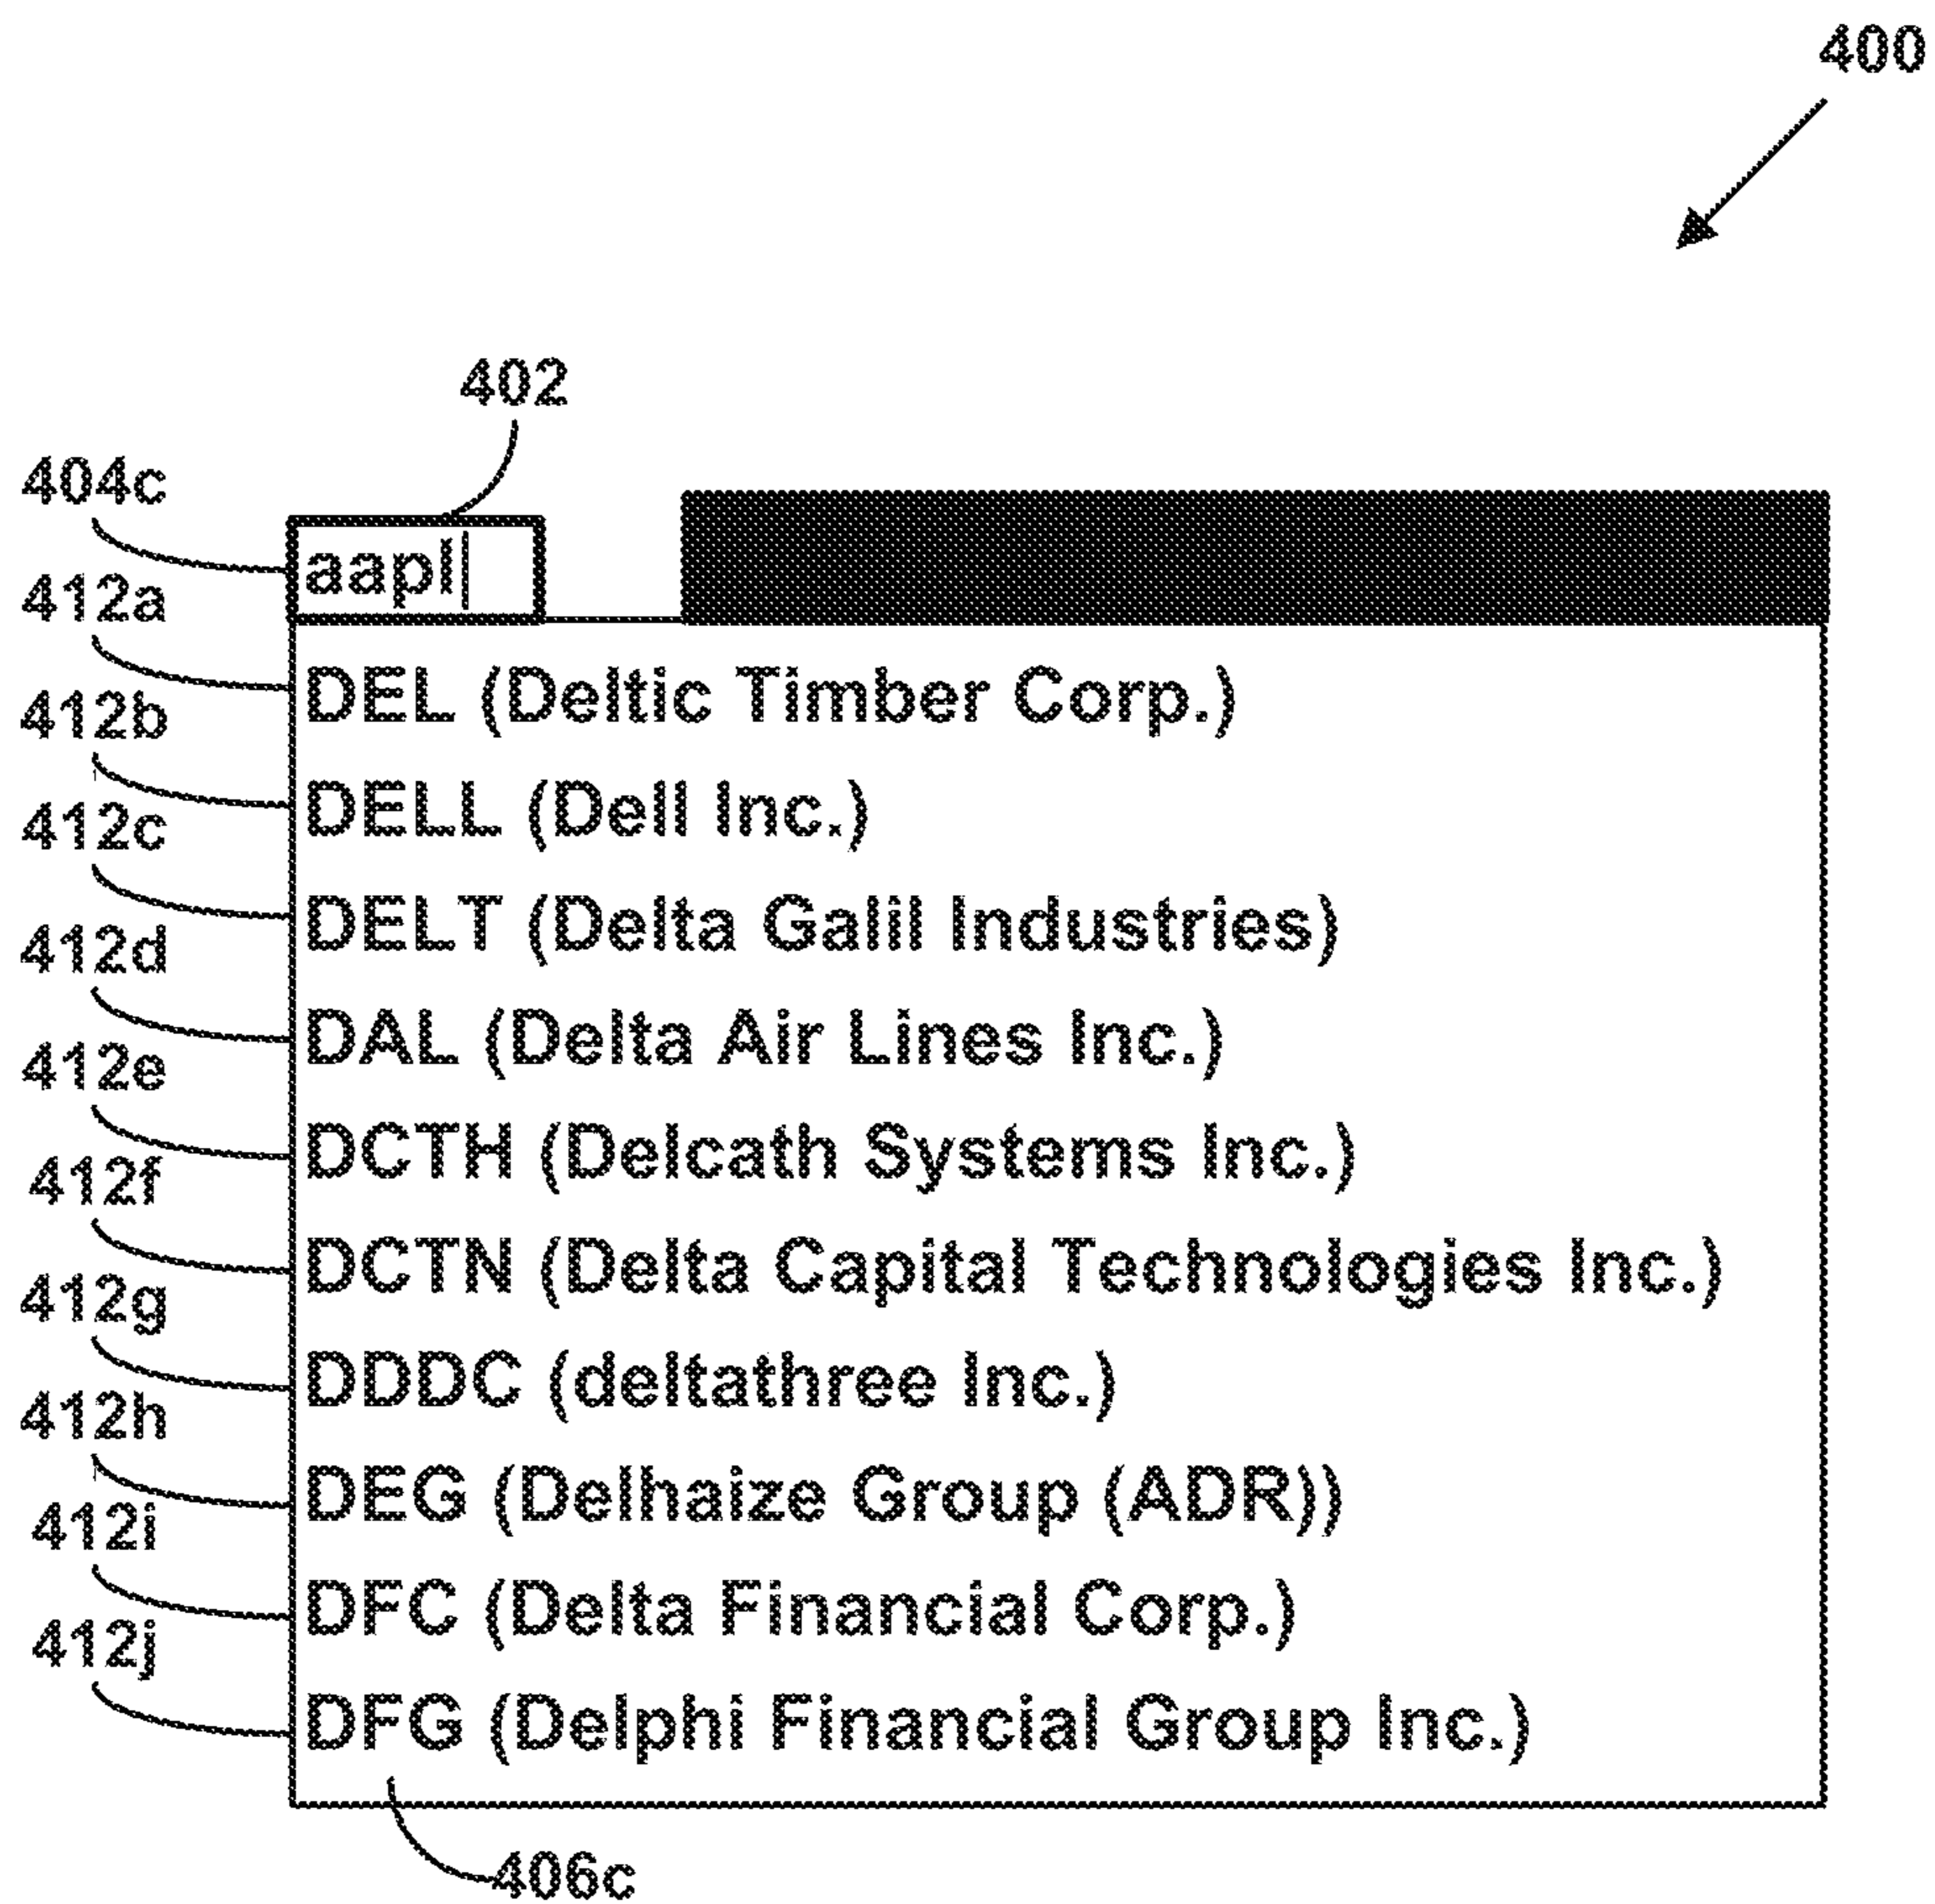 400
402
404c
aapl
412a
DEL (Deltic Timber Corp.)
412b
DELL (Dell Inc.)
412c
DELT (Delta Galil Industries)
412d
DAL (Delta Air Lines Inc.)
412e
DCTH (Delcath Systems Inc.)
412f
DCTN (Delta Capital Technologies Inc.)
412g
DDDC (deltathree Inc.)
412h
DEG (Delhaize Group (ADR))
412i
DFC (Delta Financial Corp.)
412j
DFG (Delphi Financial Group Inc.)
406c